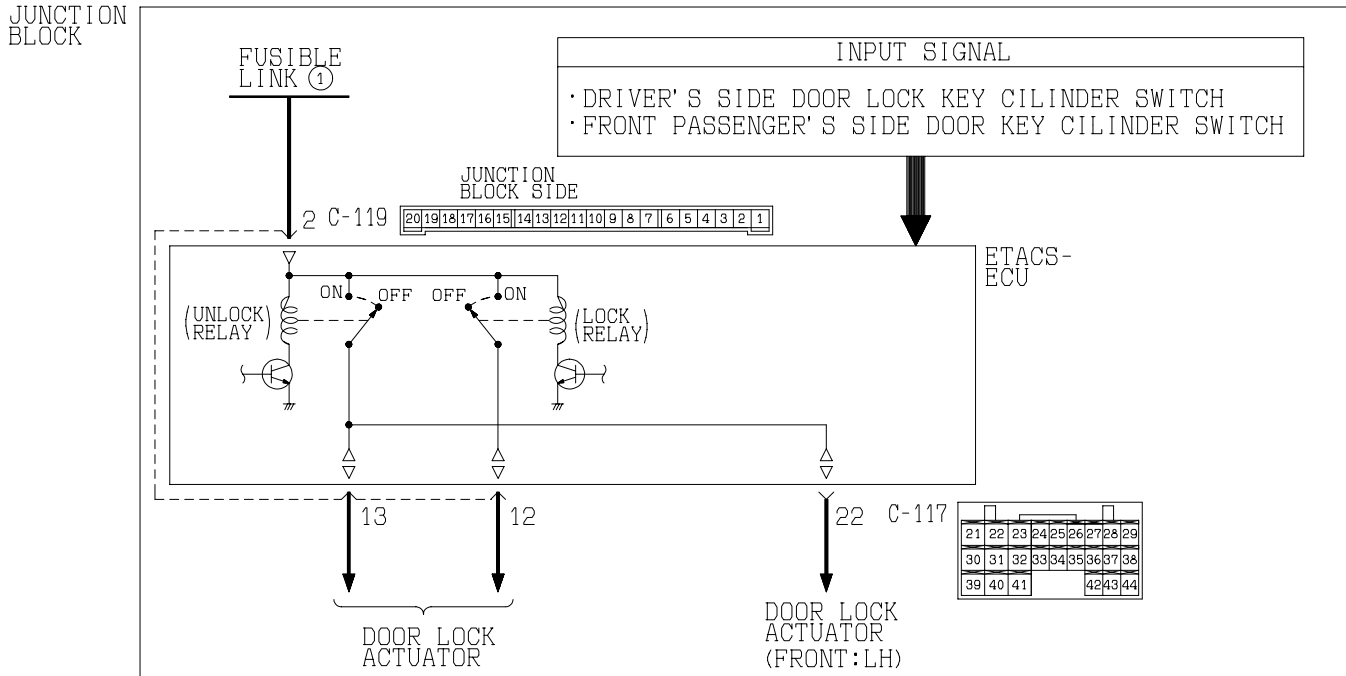 JUNCTION
BLOCK
FUSIBLE
LINK ①
INPUT SIGNAL
·DRIVER'S SIDE DOOR LOCK KEY CILINDER SWITCH
·FRONT PASSENGER'S SIDE DOOR KEY CILINDER SWITCH
JUNCTION
BLOCK SIDE
2 C-119
20 19 18 17 16 15 14 13 12 11 10 9 8 7 6 5 4 3 2 1
ETACS-
ECU
ON OFF OFF ON
(UNLOCK
RELAY)
(LOCK
RELAY)
13 12 22 C-117
21 22 23 24 25 26 27 28 29
30 31 32 33 34 35 36 37 38
39 40 41 42 43 44
DOOR LOCK
ACTUATOR
DOOR LOCK
ACTUATOR
(FRONT:LH)